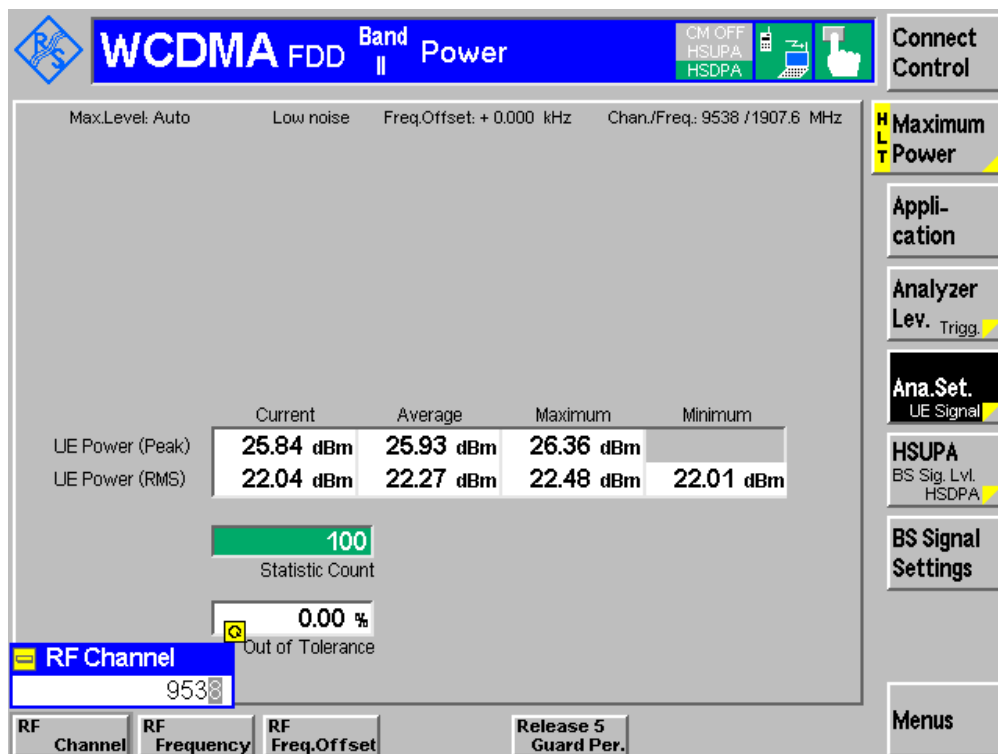 R S
WCDMA FDD Band II Power
CM OFF
HSUPA
HSDPA
Connect Control
Max.Level: Auto Low noise Freq.Offset: + 0.000 kHz Chan./Freq.: 9538 /1907.6 MHz
HLT Maximum Power
Appli-
cation
Analyzer
Lev. Trigg.
Ana.Set.
UE Signal
HSUPA
BS Sig. Lvl.
HSDPA
BS Signal
Settings
Current Average Maximum Minimum
UE Power (Peak) 25.84 dBm 25.93 dBm 26.36 dBm
UE Power (RMS) 22.04 dBm 22.27 dBm 22.48 dBm 22.01 dBm
100
Statistic Count
0.00 %
Out of Tolerance
RF Channel
9538
RF Channel
RF Frequency
RF Freq.Offset
Release 5 Guard Per.
Menus